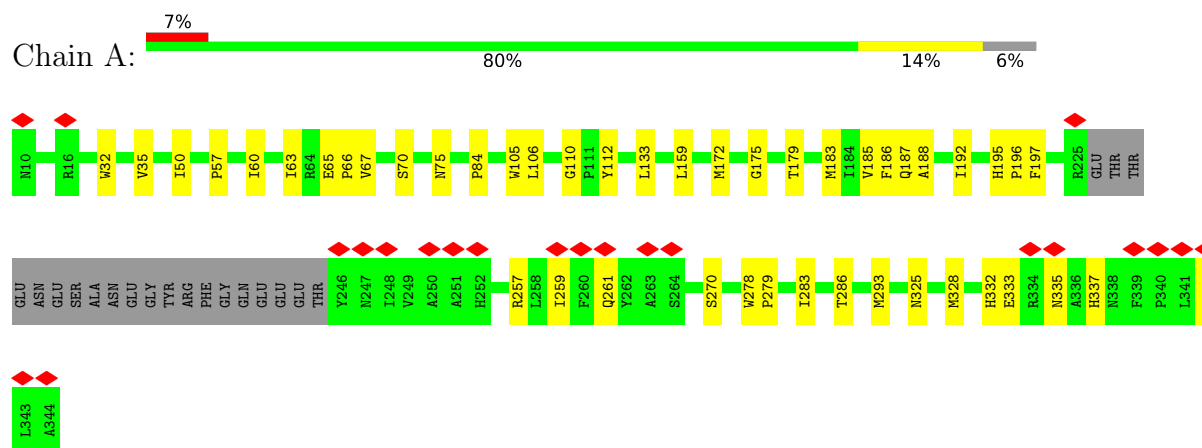 7%
Chain A:
80% 14% 6%
N10 R16 W32 V35 I50 P57 I60 I63 R64 E65 P66 V67 S70 N75 P84 W105 L106 G110 P111 Y112 L133 L159 M172 G175 T179 M183 I184 V185 F186 Q187 A188 I192 H195 P196 F197 R225 GLU THR THR
GLU ASN GLU SER ALA ASN GLU GLY TYR ARG PHE GLY GLN GLU GLU GLU THR Y246 N247 I248 V249 A250 A251 H252 R257 L258 I259 F260 Q261 Y262 A263 S264 S270 W278 P279 I283 T286 M293 N325 M328 H332 E333 R334 N335 A336 H337 N338 F339 P340 L341
L343 A344